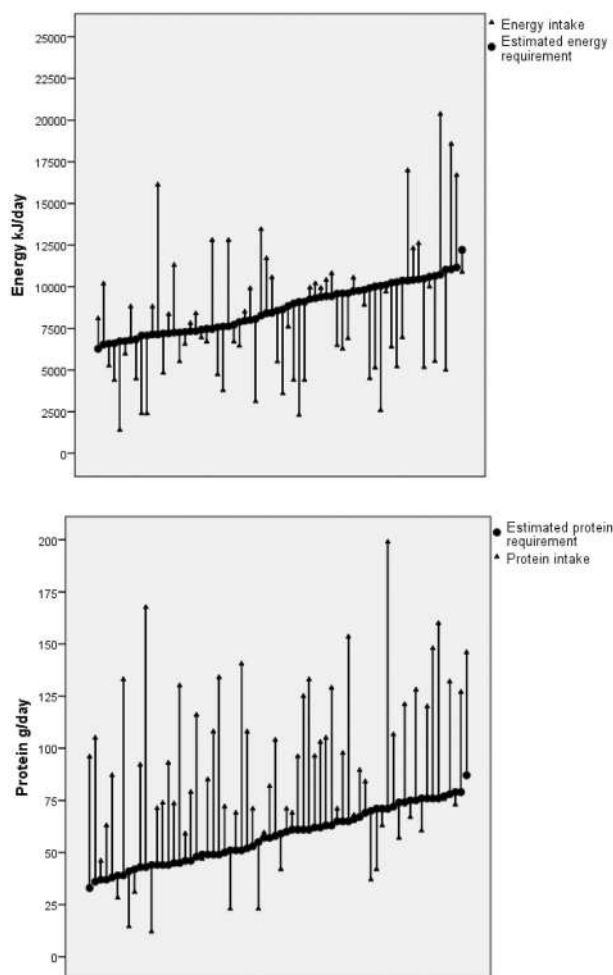 25000
22500
20000
17500
15000
12500
10000
7500
5000
2500
0
Energy kJ/day
Energy intake
Estimated energy
requirement
200
175
150
125
100
75
50
25
0
Protein g/day
Estimated protein
requirement
Protein intake